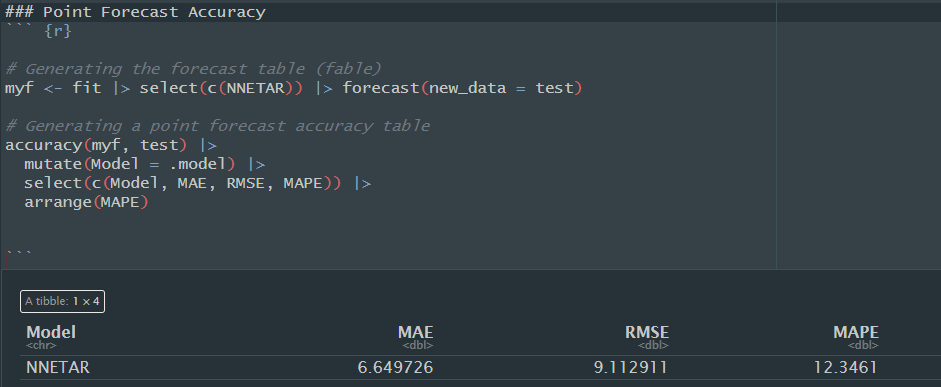 ### Point Forecast Accuracy
``` {r}
# Generating the forecast table (fable)
myf <- fit |> select(c(NNETAR)) |> forecast(new_data = test)
# Generating a point forecast accuracy table
accuracy(myf, test) |>
  mutate(Model = .model) |>
  select(c(Model, MAE, RMSE, MAPE)) |>
  arrange(MAPE)
```
A tibble: 1 × 4
Model MAE RMSE MAPE
<chr> <dbl> <dbl> <dbl>
NNETAR 6.649726 9.112911 12.3461